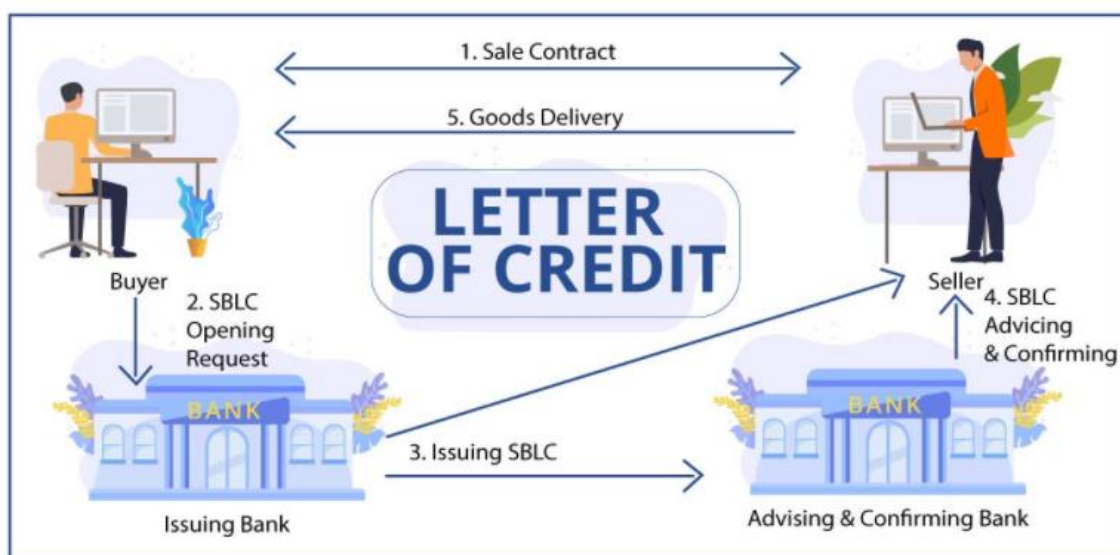 1. Sale Contract
5. Goods Delivery
LETTER
OF CREDIT
Buyer
Seller
2. SBLC
Opening
Request
4. SBLC
Advicing
& Confirming
BANK
BANK
3. Issuing SBLC
Issuing Bank
Advising & Confirming Bank